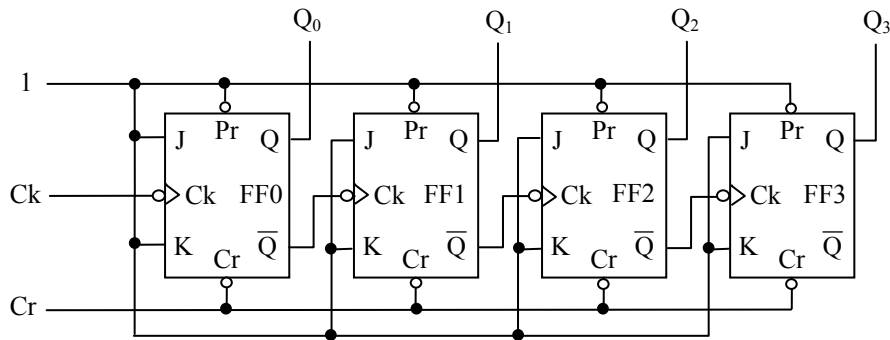 Q₀ Q₁ Q₂ Q₃
1
J Pr Q J Pr Q J Pr Q J Pr Q
Ck Ck FF0 Ck FF1 Ck FF2 Ck FF3
K Q̅ K Q̅ K Q̅ K Q̅
Cr Cr Cr Cr
Cr